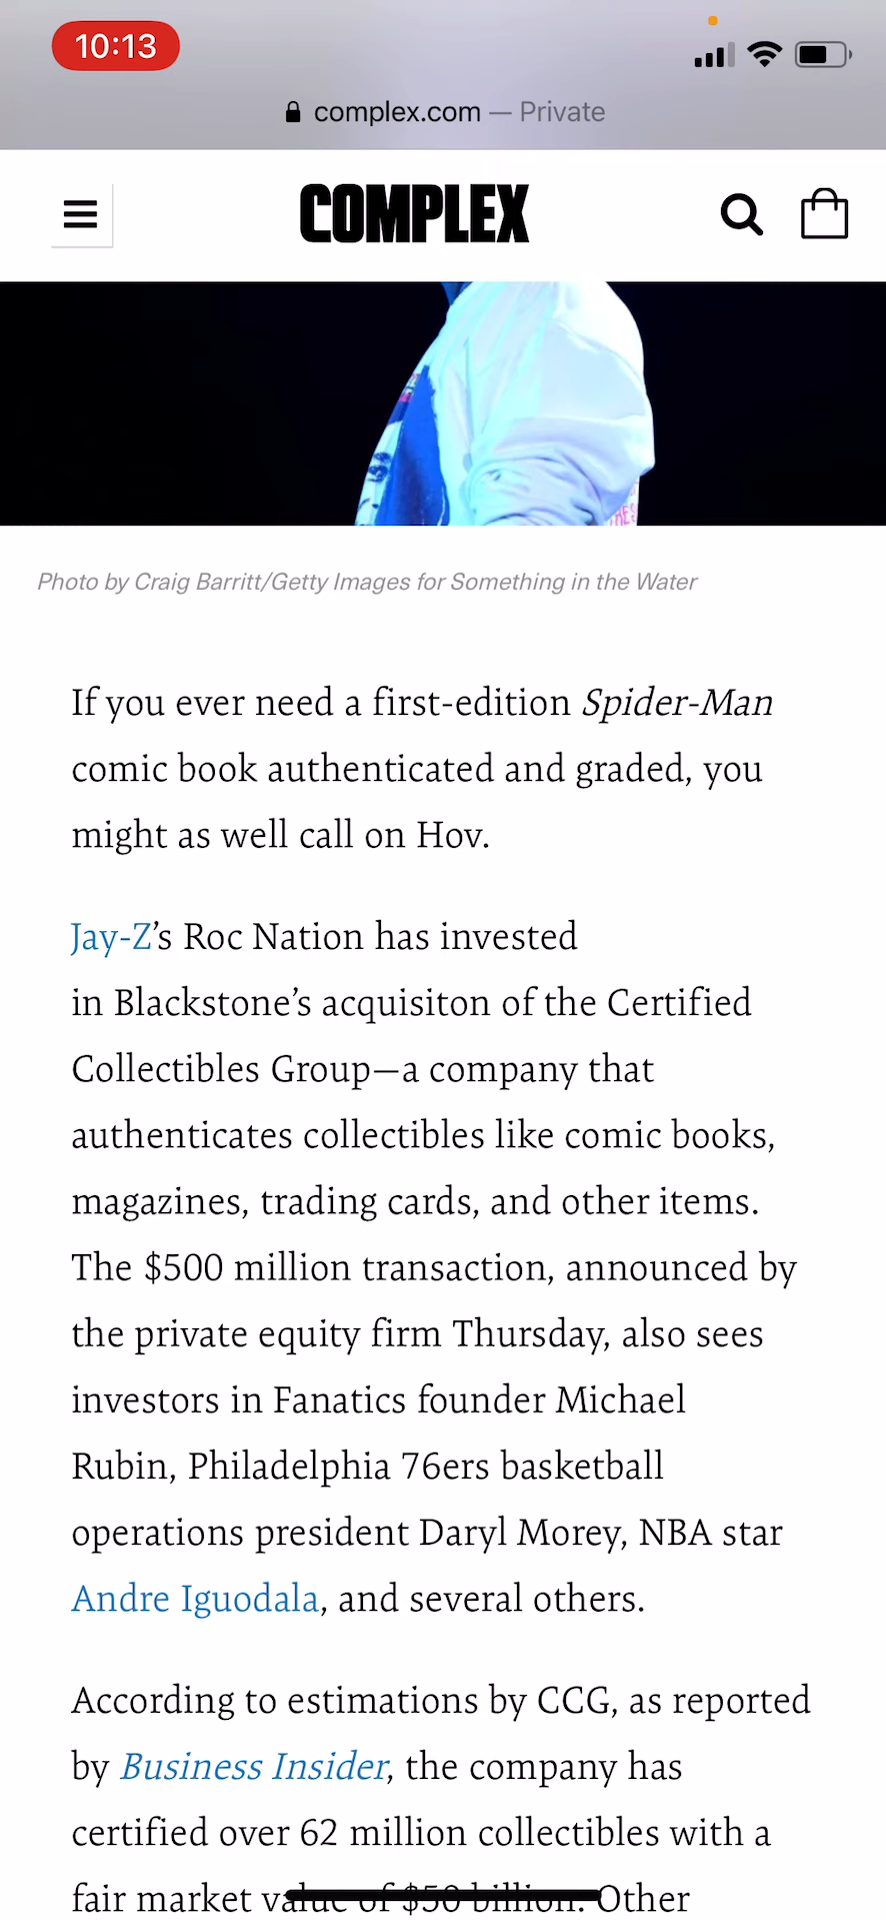 10:13
complex.com — Private
COMPLEX
Photo by Craig Barritt/Getty Images for Something in the Water
If you ever need a first-edition Spider-Man
comic book authenticated and graded, you
might as well call on Hov.
Jay-Z’s Roc Nation has invested
in Blackstone’s acquisiton of the Certified
Collectibles Group—a company that
authenticates collectibles like comic books,
magazines, trading cards, and other items.
The $500 million transaction, announced by
the private equity firm Thursday, also sees
investors in Fanatics founder Michael
Rubin, Philadelphia 76ers basketball
operations president Daryl Morey, NBA star
Andre Iguodala, and several others.
According to estimations by CCG, as reported
by Business Insider, the company has
certified over 62 million collectibles with a
fair market value of $50 billion. Other